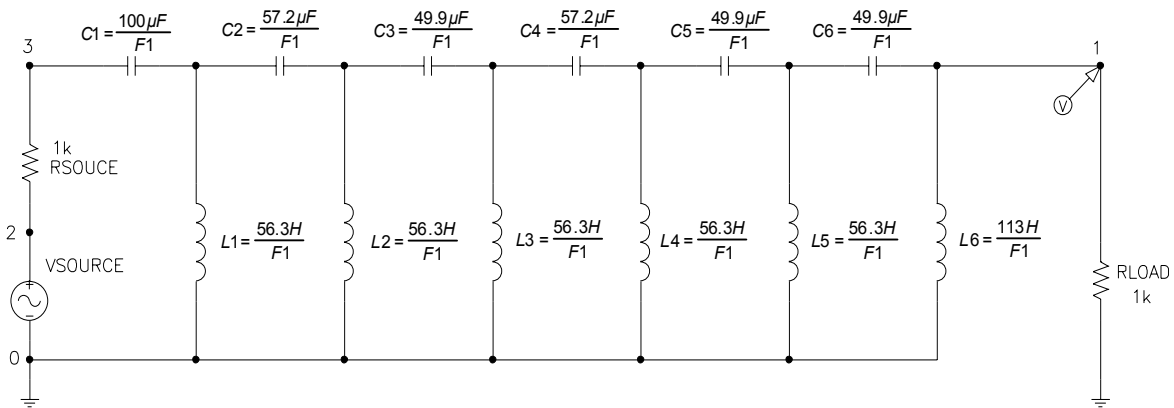 C1=100µF/F1
C2=57.2µF/F1
C3=49.9µF/F1
C4=57.2µF/F1
C5=49.9µF/F1
C6=49.9µF/F1
3
1
V
1k
RSOUCE
2
VSOURCE
L1=56.3H/F1
L2=56.3H/F1
L3=56.3H/F1
L4=56.3H/F1
L5=56.3H/F1
L6=113H/F1
RLOAD
1k
0